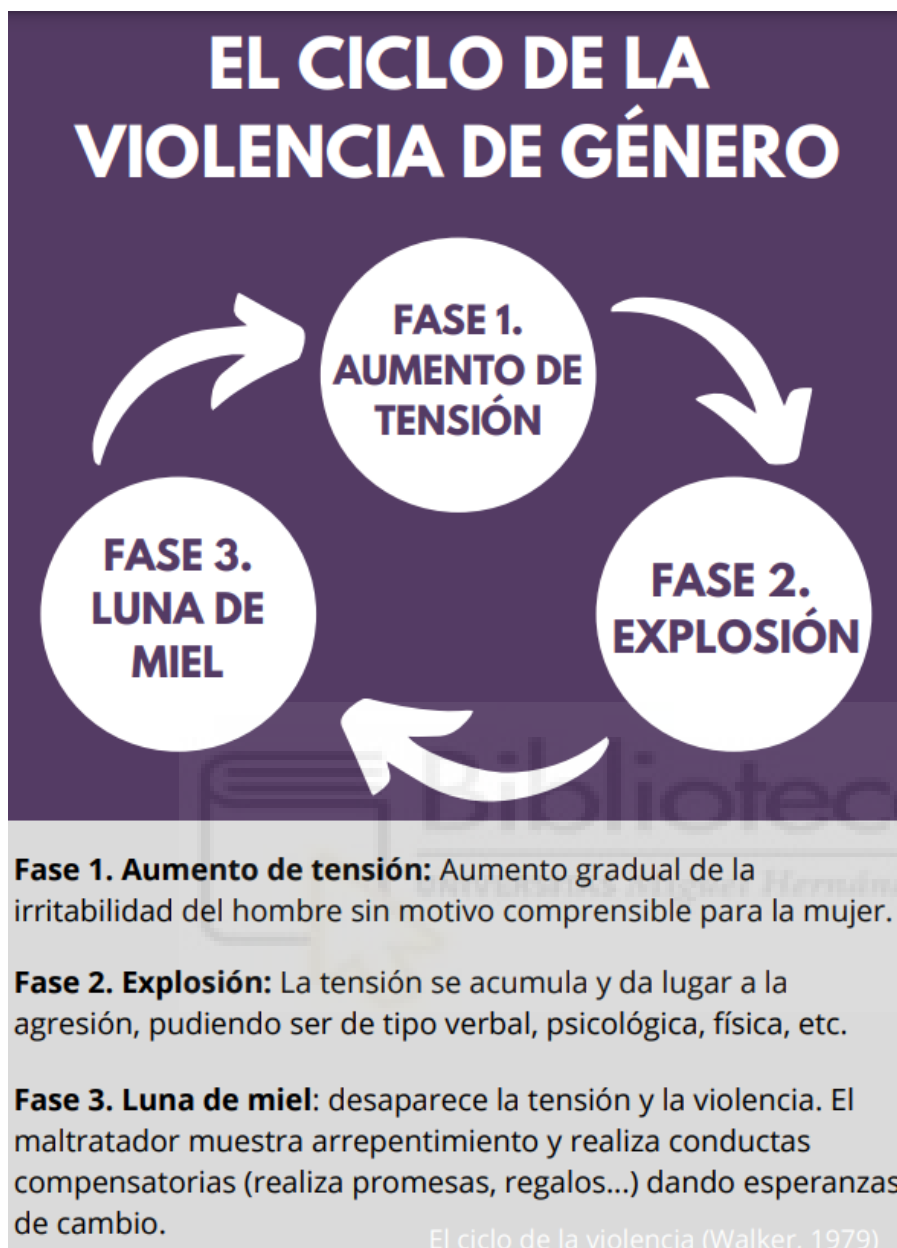 EL CICLO DE LA
VIOLENCIA DE GÉNERO
FASE 1.
AUMENTO DE
TENSIÓN
FASE 2.
EXPLOSIÓN
FASE 3.
LUNA DE
MIEL
Bibliotec
Fase 1. Aumento de tensión: Aumento gradual de la
irritabilidad del hombre sin motivo comprensible para la mujer.
Fase 2. Explosión: La tensión se acumula y da lugar a la
agresión, pudiendo ser de tipo verbal, psicológica, física, etc.
Fase 3. Luna de miel: desaparece la tensión y la violencia. El
maltratador muestra arrepentimiento y realiza conductas
compensatorias (realiza promesas, regalos...) dando esperanzas
de cambio.
El ciclo de la violencia (Walker, 1979)